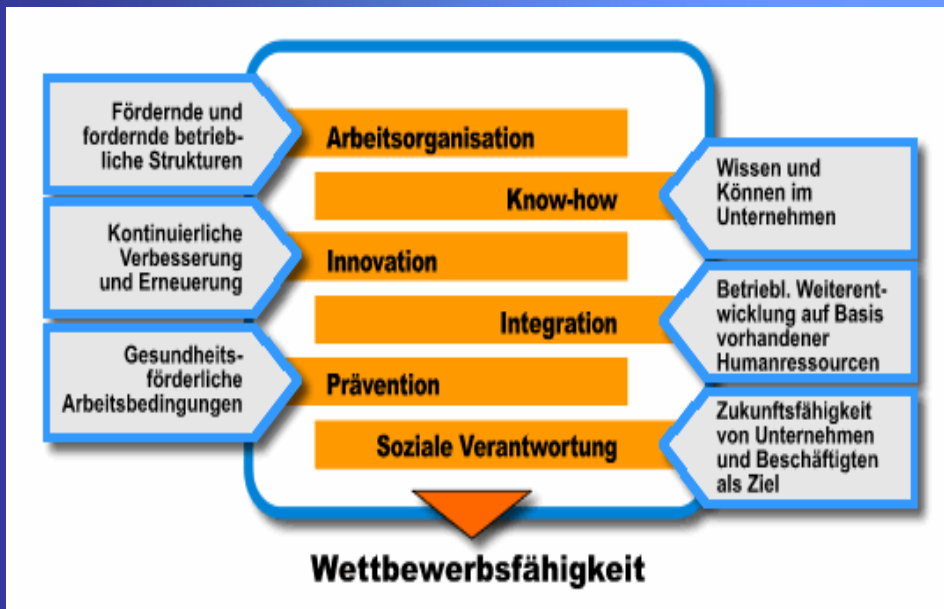 Fördernde und
fordernde betrieb-
liche Strukturen
Arbeitsorganisation
Know-how
Wissen und
Können im
Unternehmen
Kontinuierliche
Verbesserung
und Erneuerung
Innovation
Integration
Betriebl. Weiterent-
wicklung auf Basis
vorhandener
Humanressourcen
Gesundheits-
förderliche
Arbeitsbedingungen
Prävention
Soziale Verantwortung
Zukunftsfähigkeit
von Unternehmen
und Beschäftigten
als Ziel
Wettbewerbsfähigkeit